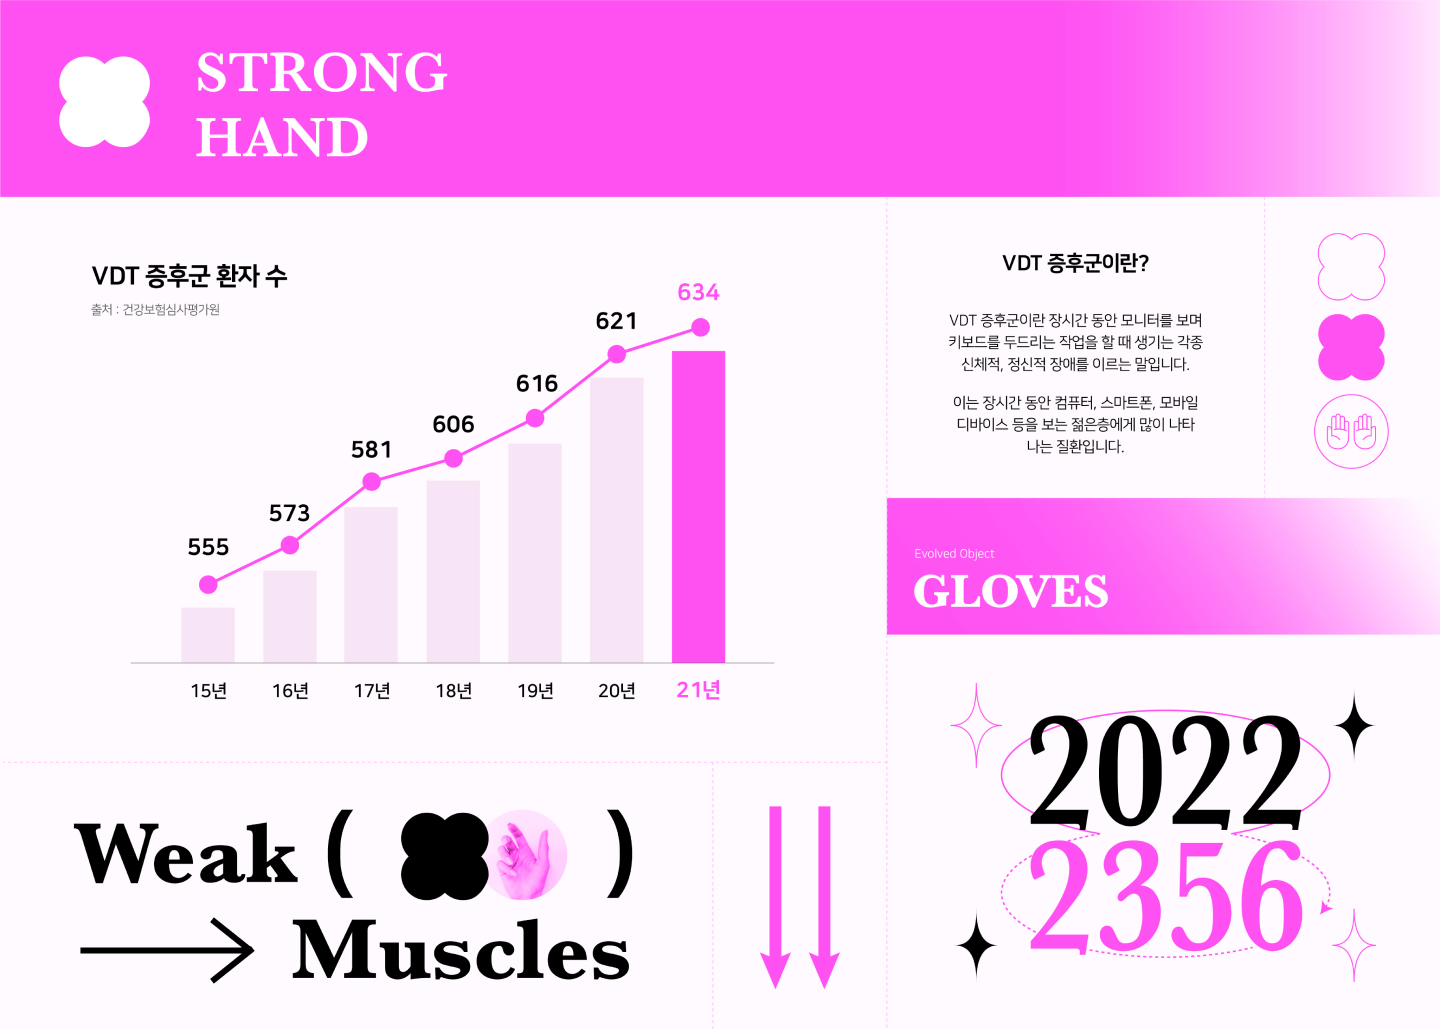 STRONG
HAND
VDT 증후군 환자 수
출처 : 건강보험심사평가원
634
621
616
606
581
573
555
15년 16년 17년 18년 19년 20년 21년
VDT 증후군이란?
VDT 증후군이란 장시간 동안 모니터를 보며
키보드를 두드리는 작업을 할 때 생기는 각종
신체적, 정신적 장애를 이르는 말입니다.
이는 장시간 동안 컴퓨터, 스마트폰, 모바일
디바이스 등을 보는 젊은층에게 많이 나타
나는 질환입니다.
Evolved Object
GLOVES
2022
2356
Weak ( )
Muscles